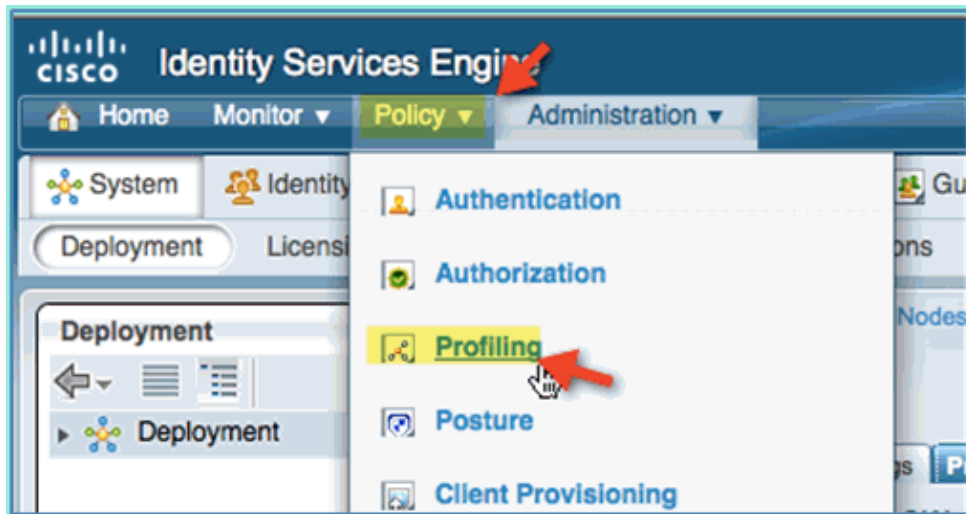 CISCO Identity Services Engine
Home Monitor Policy Administration
System Identity
Deployment
Authentication
Authorization
Nodes
Deployment
Profiling
Deployment
Posture
Client Provisioning